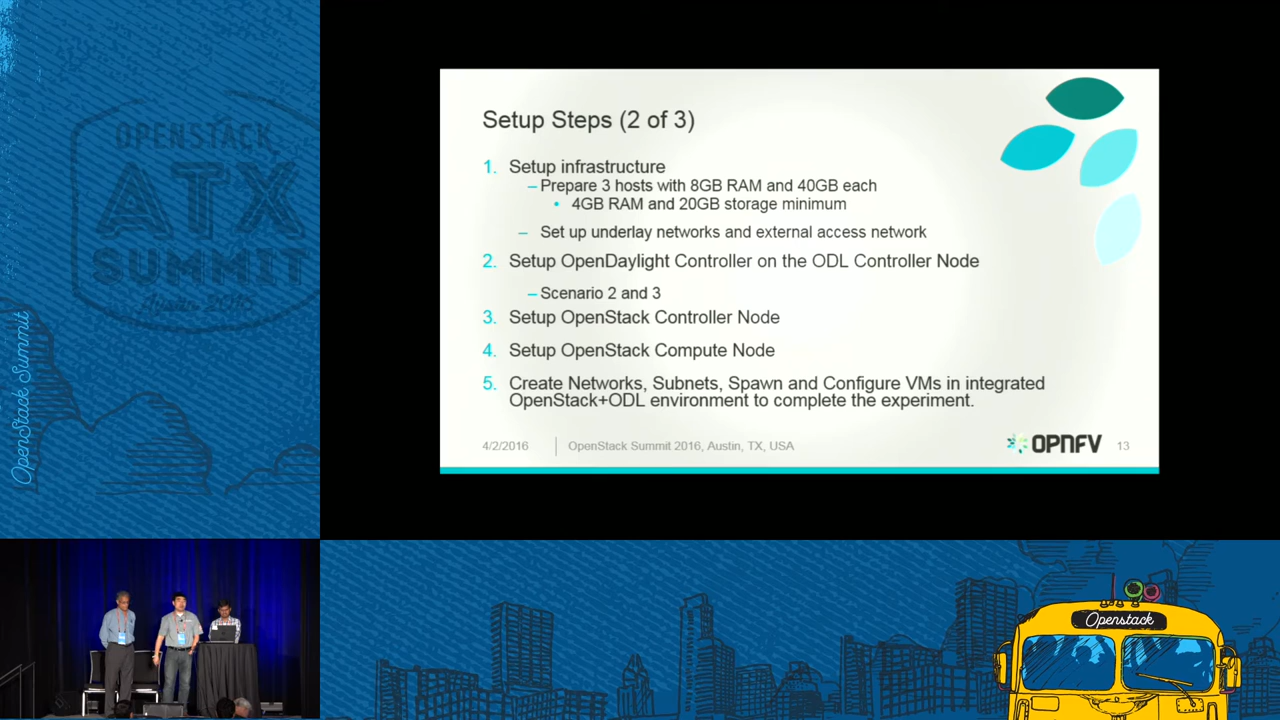 OPENSTACK
ATX
SUMMIT
Austin 2016
OpenStack Summit
Setup Steps (2 of 3)
1. Setup infrastructure
–Prepare 3 hosts with 8GB RAM and 40GB each
• 4GB RAM and 20GB storage minimum
– Set up underlay networks and external access network
2. Setup OpenDaylight Controller on the ODL Controller Node
–Scenario 2 and 3
3. Setup OpenStack Controller Node
4. Setup OpenStack Compute Node
5. Create Networks, Subnets, Spawn and Configure VMs in integrated
OpenStack+ODL environment to complete the experiment.
4/2/2016
OpenStack Summit 2016, Austin, TX, USA
OPNFV
13
Openstack